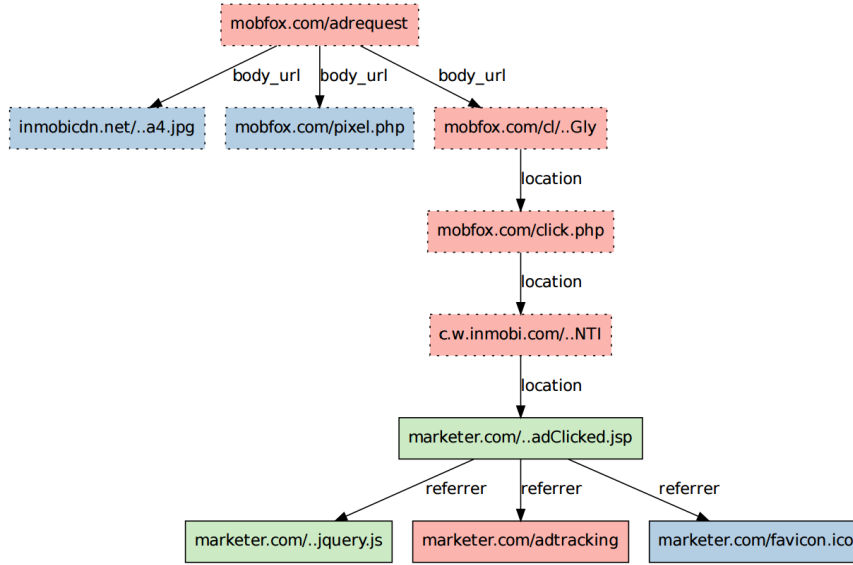 mobfox.com/adrequest
body_url
body_url
body_url
inmobicdn.net/..a4.jpg
mobfox.com/pixel.php
mobfox.com/cl/..Gly
location
mobfox.com/click.php
location
c.w.inmobi.com/..NTI
location
marketer.com/..adClicked.jsp
referrer
referrer
referrer
marketer.com/..jquery.js
marketer.com/adtracking
marketer.com/favicon.ico